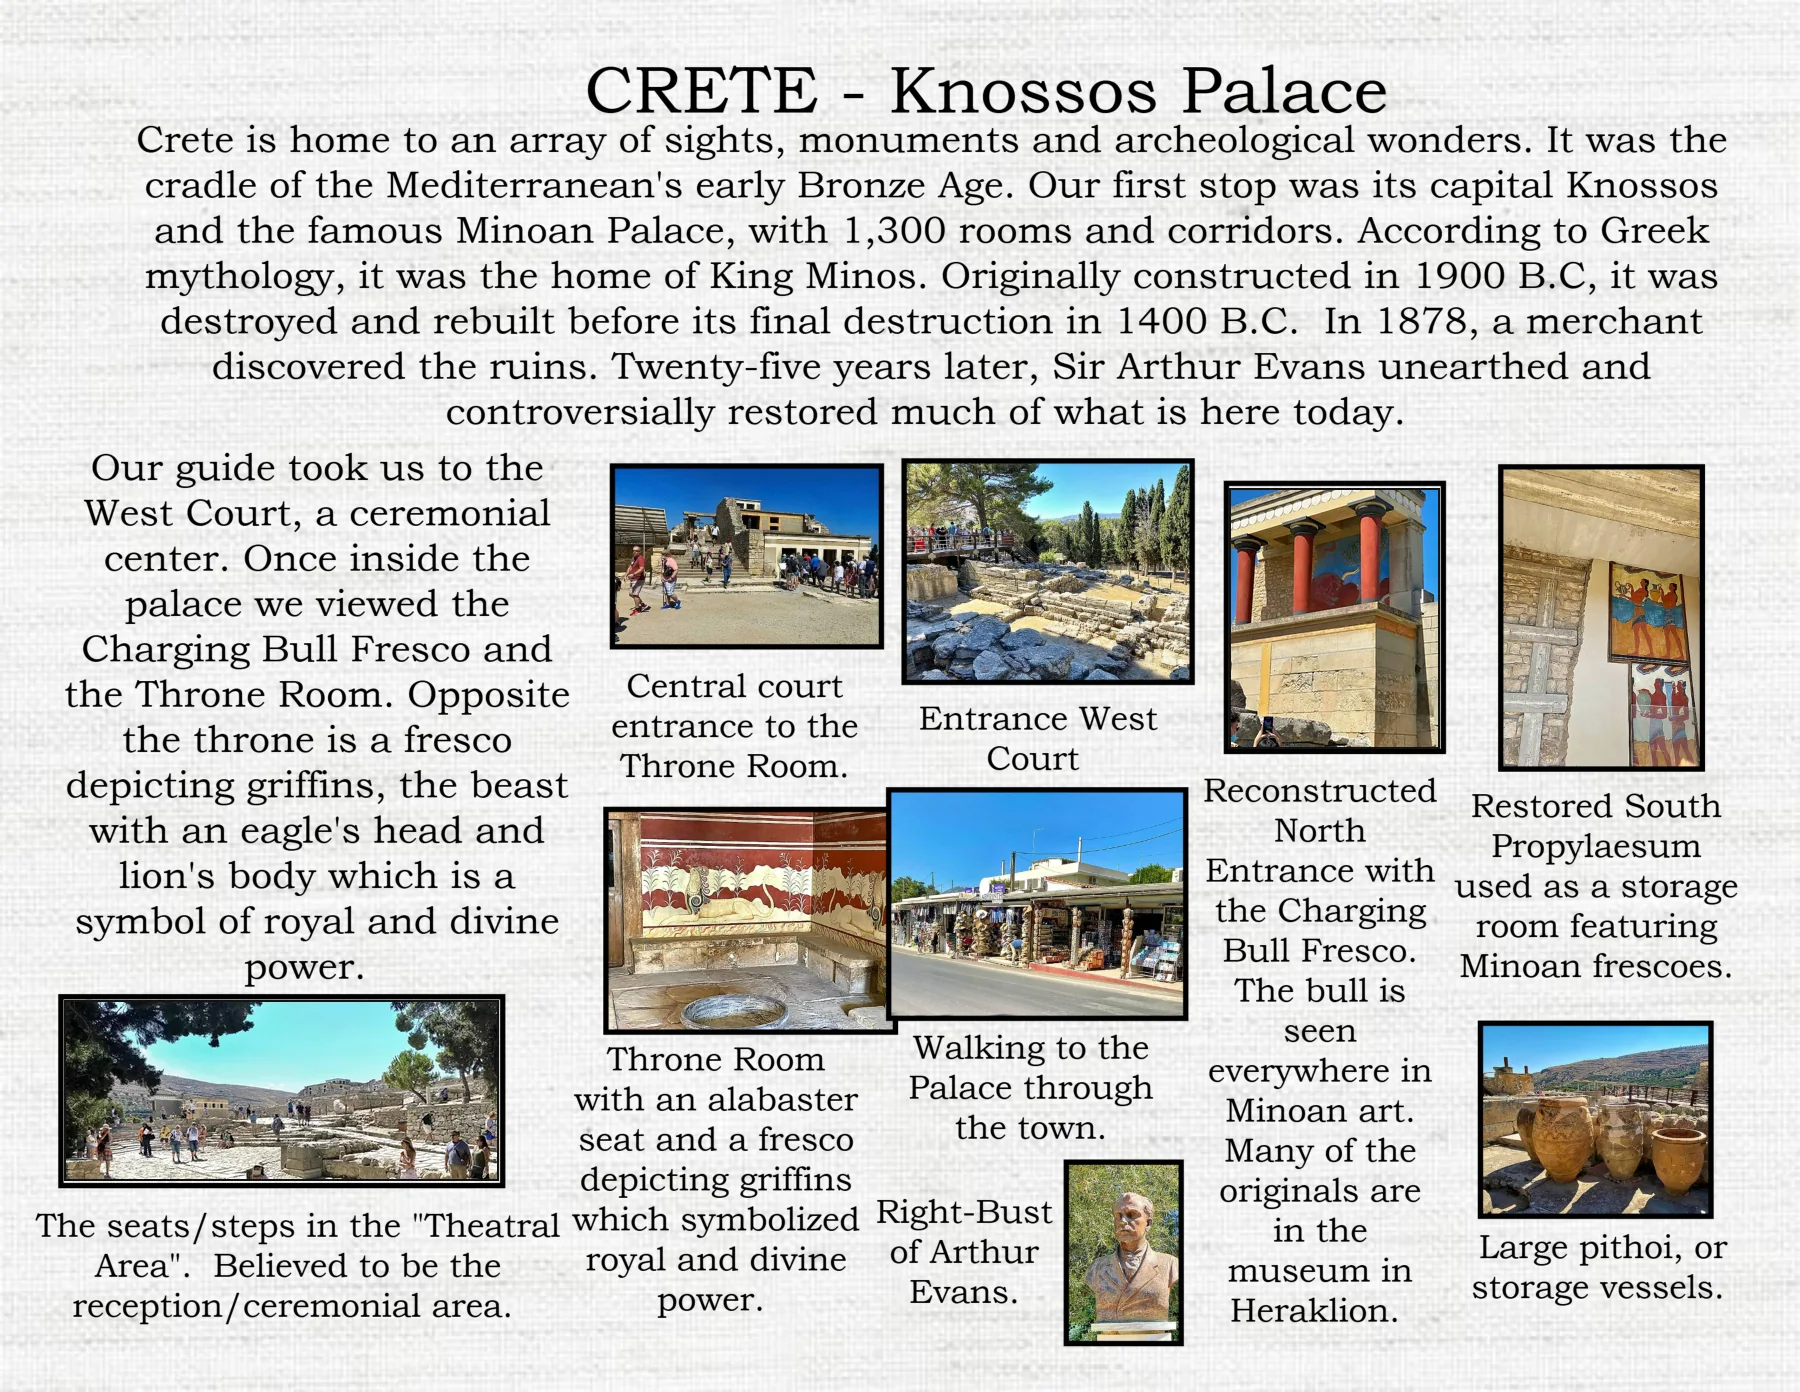 CRETE - Knossos Palace
Crete is home to an array of sights, monuments and archeological wonders. It was the
cradle of the Mediterranean's early Bronze Age. Our first stop was its capital Knossos
and the famous Minoan Palace, with 1,300 rooms and corridors. According to Greek
mythology, it was the home of King Minos. Originally constructed in 1900 B.C, it was
destroyed and rebuilt before its final destruction in 1400 B.C.  In 1878, a merchant
discovered the ruins. Twenty-five years later, Sir Arthur Evans unearthed and
controversially restored much of what is here today.
Our guide took us to the
West Court, a ceremonial
center. Once inside the
palace we viewed the
Charging Bull Fresco and
the Throne Room. Opposite
the throne is a fresco
depicting griffins, the beast
with an eagle's head and
lion's body which is a
symbol of royal and divine
power.
The seats/steps in the "Theatral
Area".  Believed to be the
reception/ceremonial area.
Central court
entrance to the
Throne Room.
Throne Room
with an alabaster
seat and a fresco
depicting griffins
which symbolized
royal and divine
power.
Entrance West
Court
Walking to the
Palace through
the town.
Right-Bust
of Arthur
Evans.
Reconstructed
North
Entrance with
the Charging
Bull Fresco.
The bull is
seen
everywhere in
Minoan art.
Many of the
originals are
in the
museum in
Heraklion.
Restored South
Propylaesum
used as a storage
room featuring
Minoan frescoes.
Large pithoi, or
storage vessels.